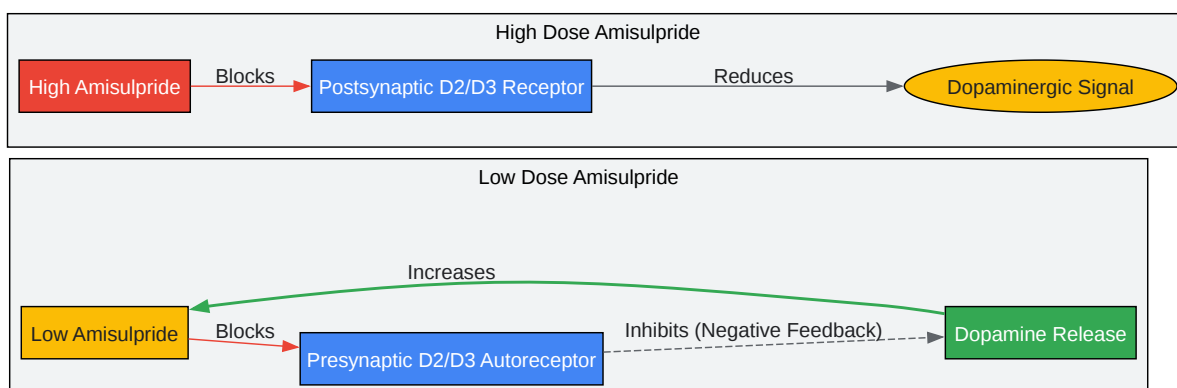 High Dose Amisulpride
High Amisulpride
Blocks
Postsynaptic D2/D3 Receptor
Reduces
Dopaminergic Signal
Low Dose Amisulpride
Increases
Low Amisulpride
Blocks
Presynaptic D2/D3 Autoreceptor
Inhibits (Negative Feedback)
Dopamine Release